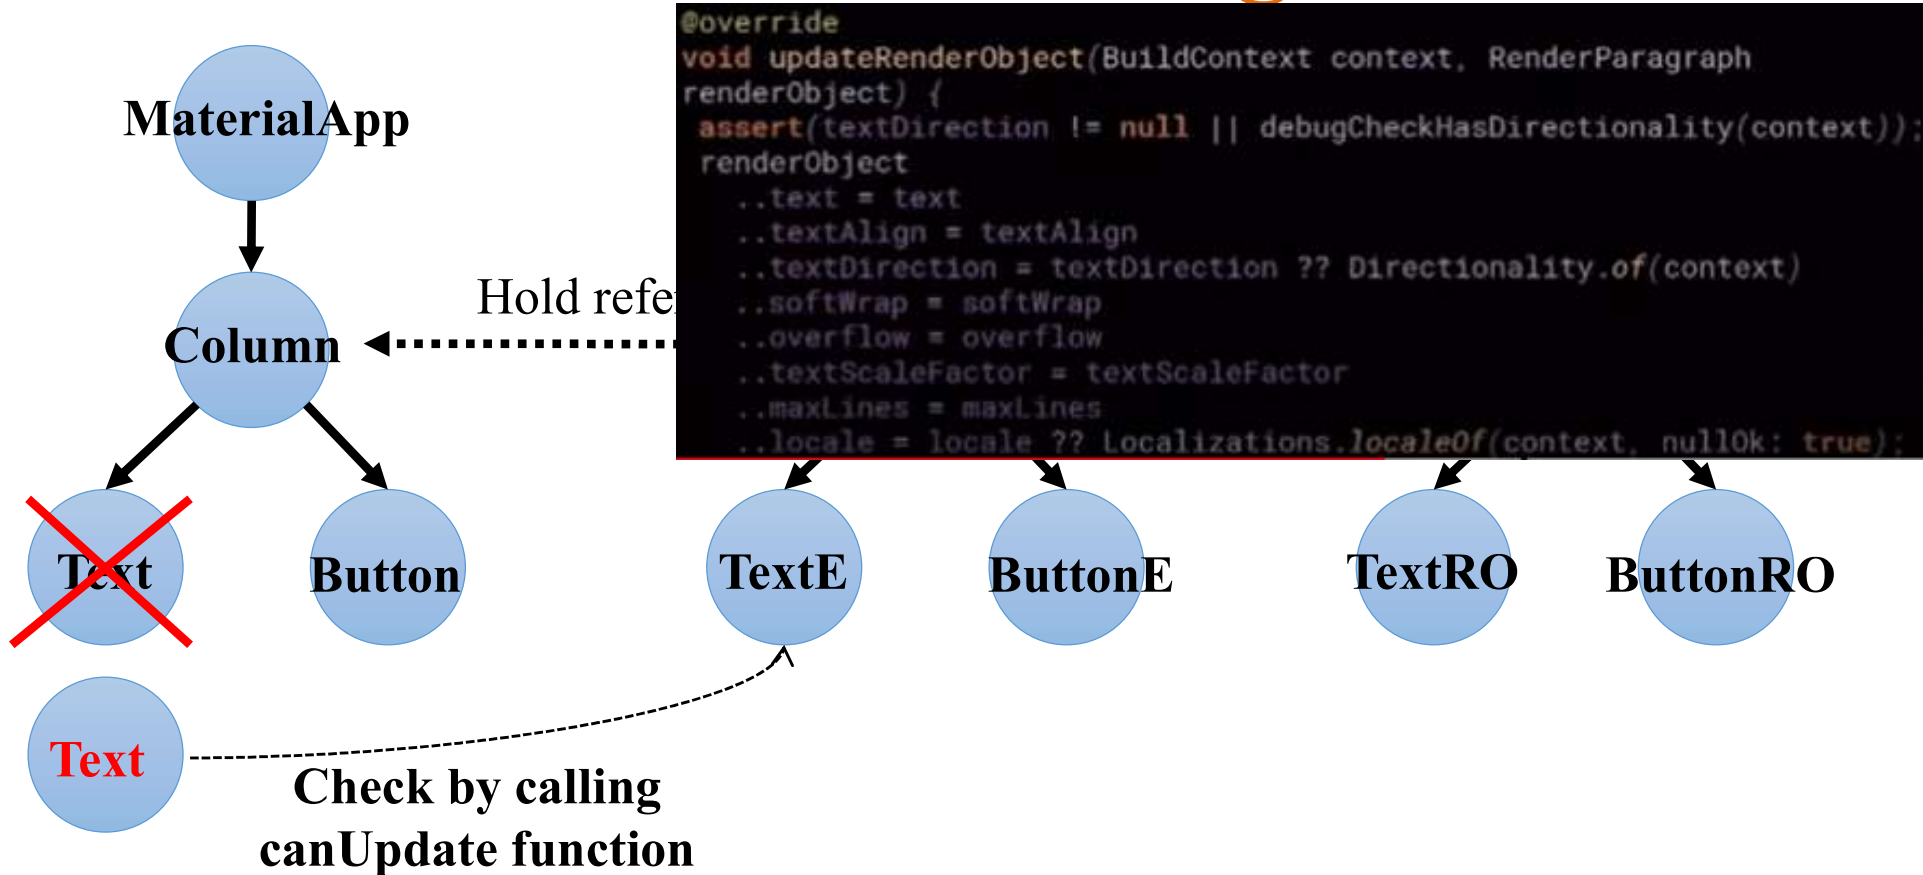 @override
void updateRenderObject(BuildContext context, RenderParagraph
renderObject) {
assert(textDirection != null || debugCheckHasDirectionality(context));
renderObject
..text = text
..textAlign = textAlign
..textDirection = textDirection ?? Directionality.of(context)
..softWrap = softWrap
..overflow = overflow
..textScaleFactor = textScaleFactor
..maxLines = maxLines
..locale = locale ?? Localizations.localeOf(context, nullOk: true);
MaterialApp
Hold refe
Column
Text
Button
TextE
ButtonE
TextRO
ButtonRO
Text
Check by calling
canUpdate function